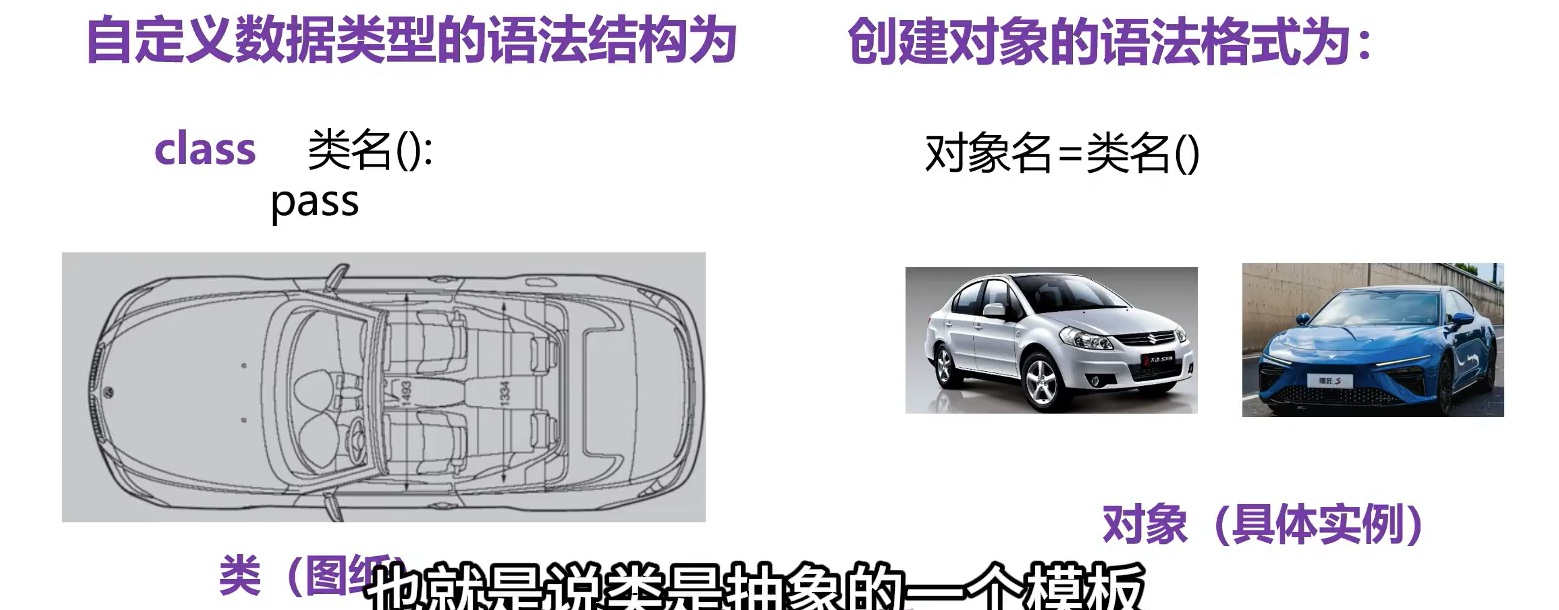 自定义数据类型的语法结构为
创建对象的语法格式为：
class 类名():
pass
对象名=类名()
1493
1334
哪吒 S
对象（具体实例）
类（图纸）
也就是说类是抽象的一个模板